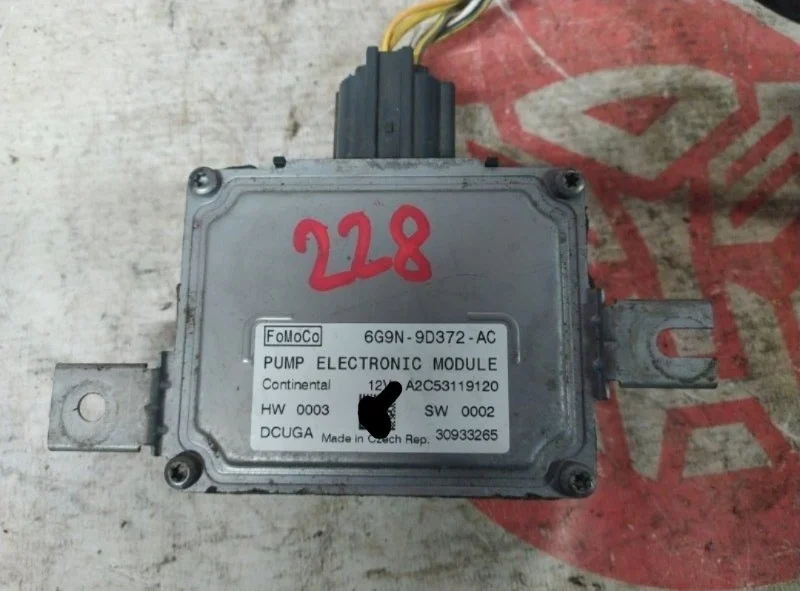 228
FoMoCo 6G9N-9D372-AC
PUMP ELECTRONIC MODULE
Continental 12V A2C53119120
HW 0003 SW 0002
DCUGA Made in Czech Rep. 30933265